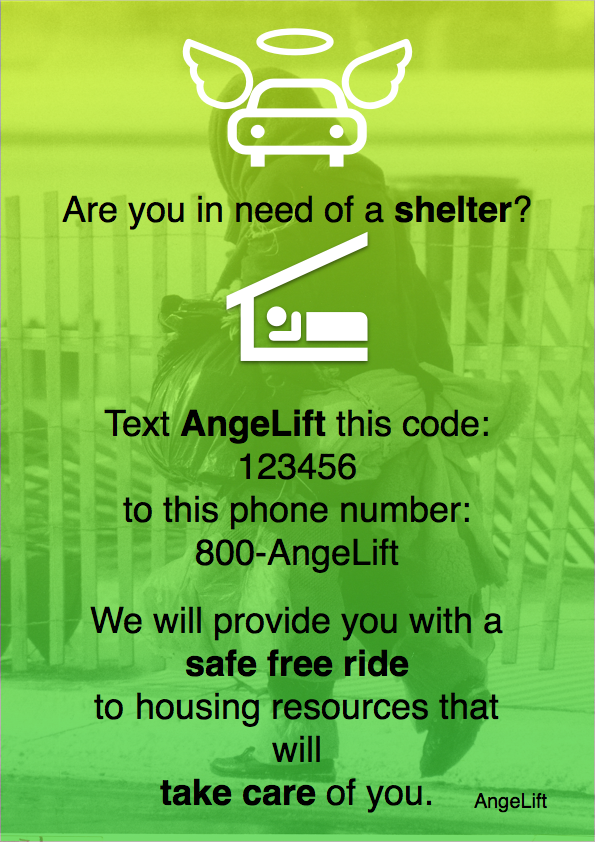 Are you in need of a shelter?
Text AngeLift this code:
123456
to this phone number:
800-AngeLift
We will provide you with a
safe free ride
to housing resources that
will
take care of you.
AngeLift